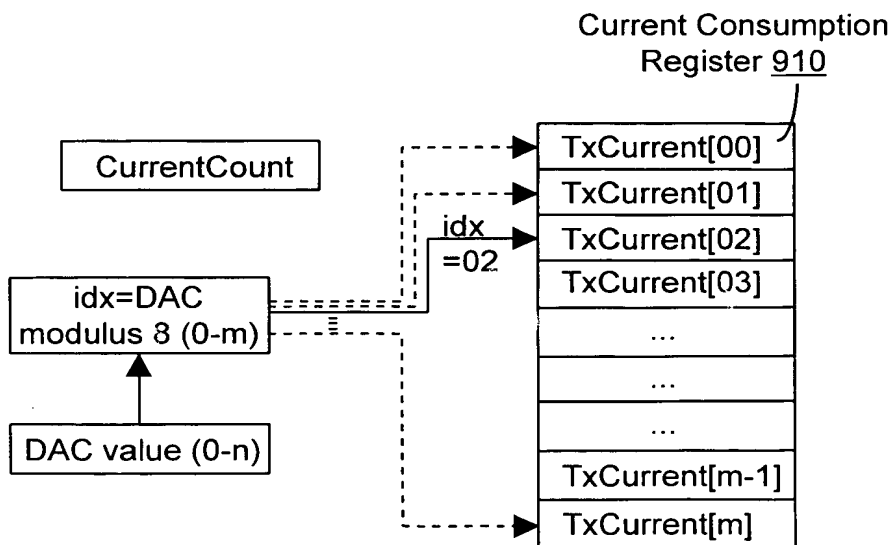 Current Consumption
Register 910
CurrentCount
TxCurrent[00]
TxCurrent[01]
idx
=02
TxCurrent[02]
TxCurrent[03]
idx=DAC
modulus 8 (0-m)
...
...
...
DAC value (0-n)
TxCurrent[m-1]
TxCurrent[m]